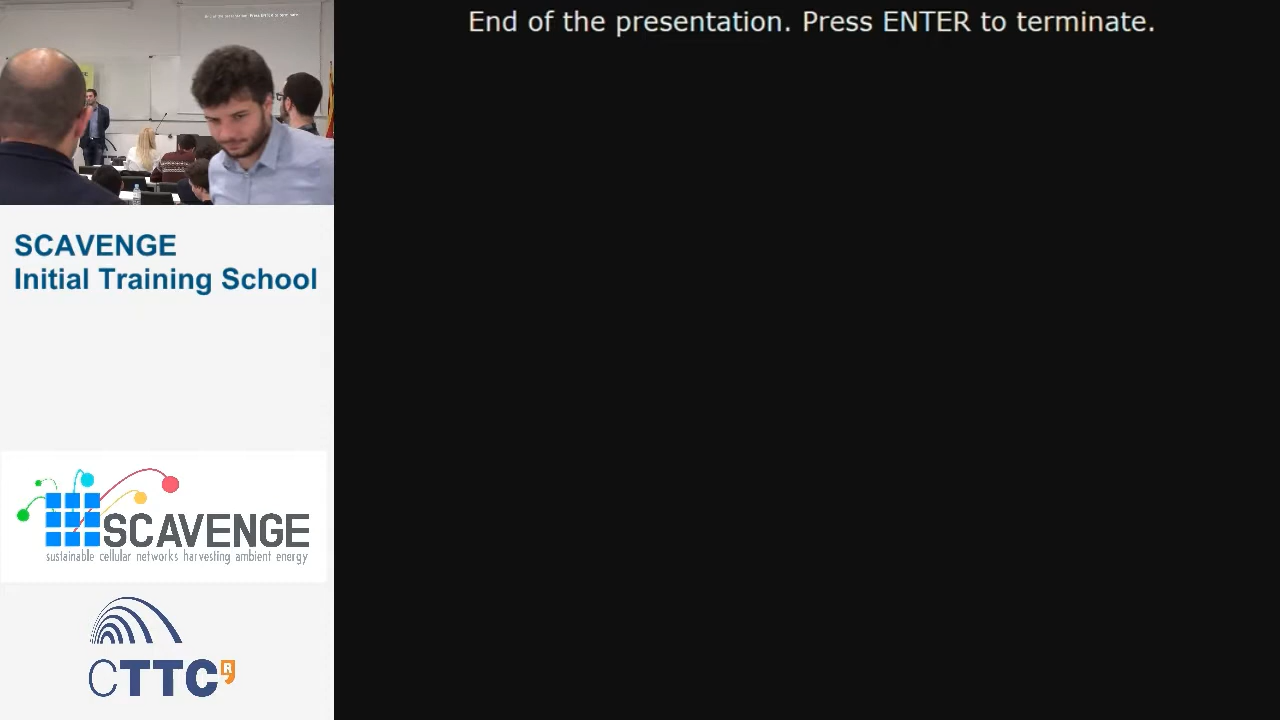 End of the presentation. Press ENTER to terminate.
SCAVENGE
Initial Training School
SCAVENGE
sustainable cellular networks harvesting ambient energy
CTTC
R